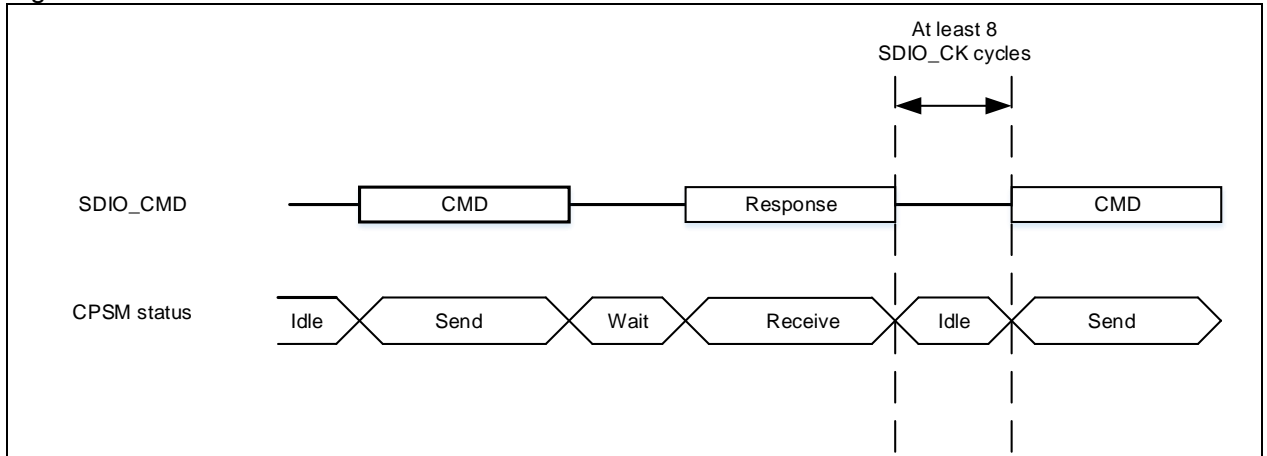 At least 8
SDIO_CK cycles
SDIO_CMD
CMD
Response
CMD
CPSM status
Idle
Send
Wait
Receive
Idle
Send